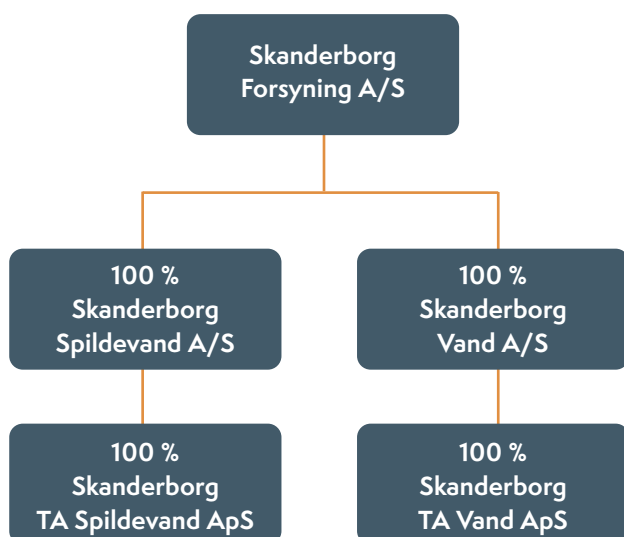 Skanderborg
Forsyning A/S
100 %
Skanderborg
Spildevand A/S
100 %
Skanderborg
Vand A/S
100 %
Skanderborg
TA Spildevand ApS
100 %
Skanderborg
TA Vand ApS